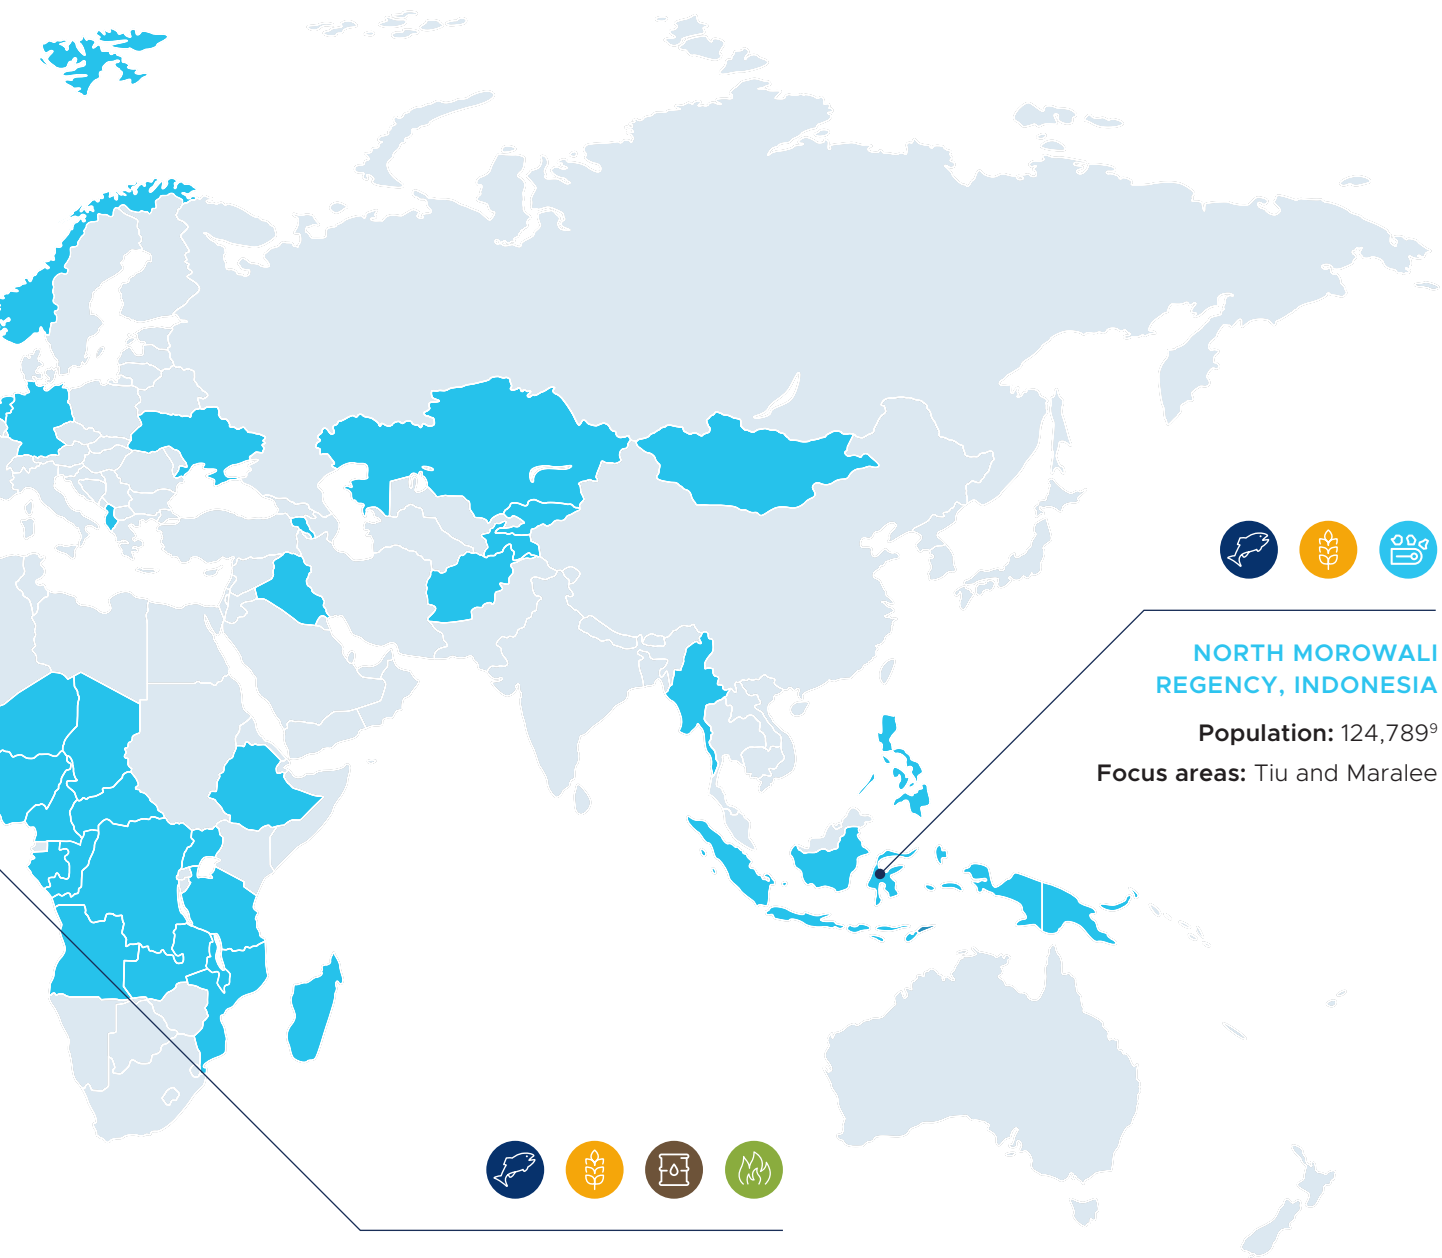 NORTH MOROWALI
REGENCY, INDONESIA
Population: 124,789⁹
Focus areas: Tiu and Maralee